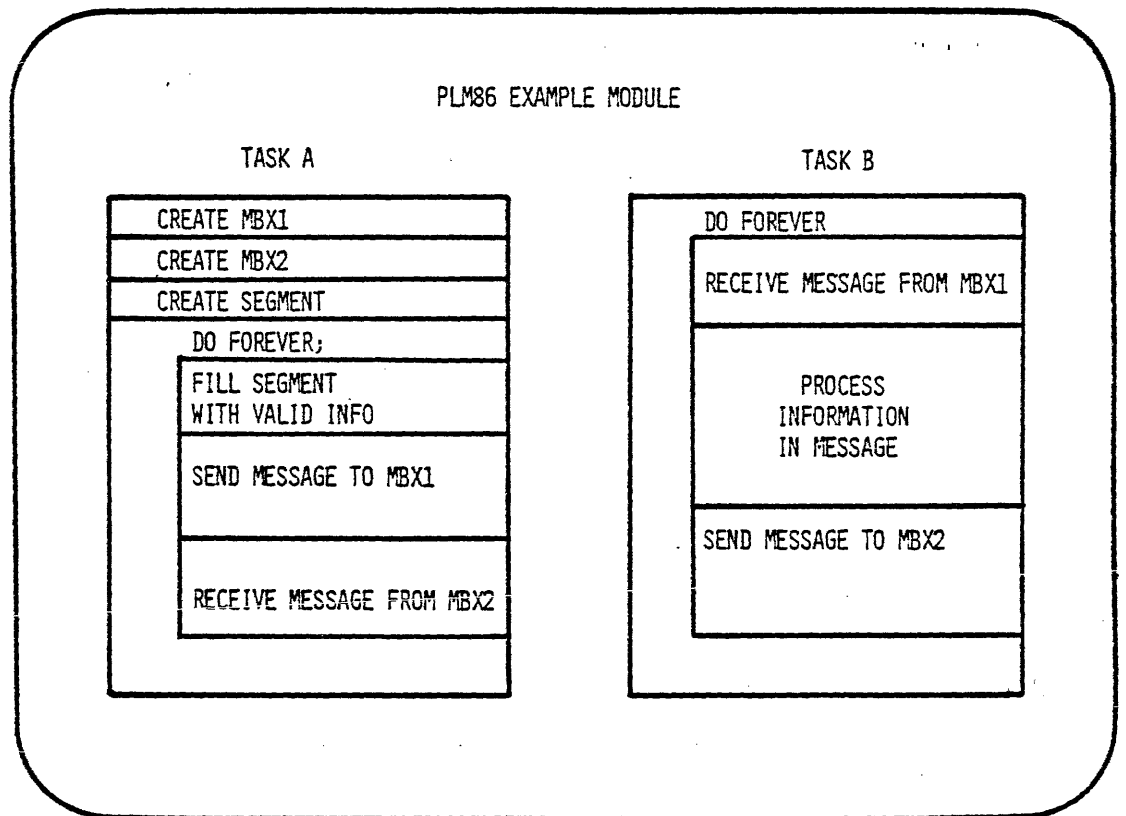 PLM86 EXAMPLE MODULE
TASK A
CREATE MBX1
CREATE MBX2
CREATE SEGMENT
DO FOREVER;
FILL SEGMENT
WITH VALID INFO
SEND MESSAGE TO MBX1
RECEIVE MESSAGE FROM MBX2
TASK B
DO FOREVER
RECEIVE MESSAGE FROM MBX1
PROCESS
INFORMATION
IN MESSAGE
SEND MESSAGE TO MBX2